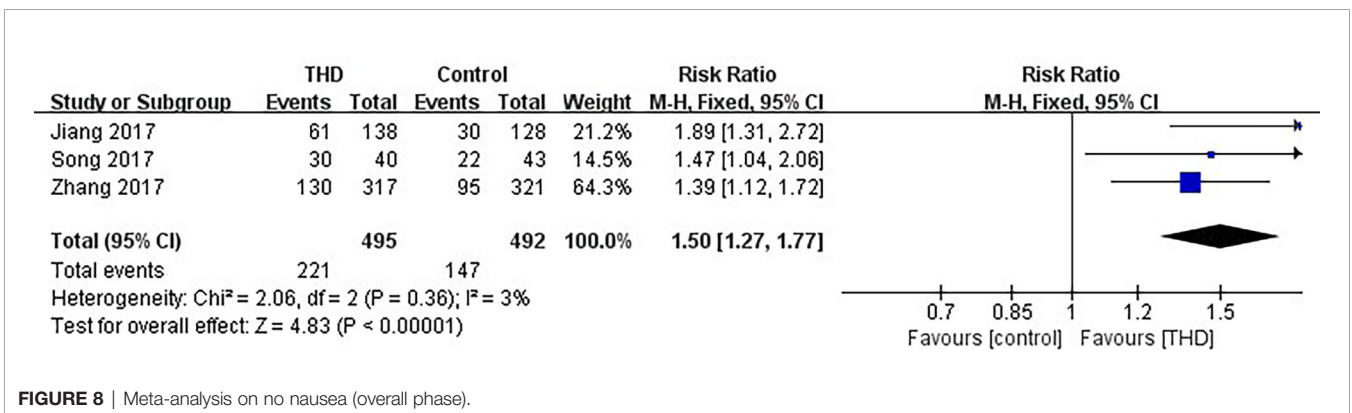 THD Control Risk Ratio Risk Ratio
Study or Subgroup Events Total Events Total Weight M-H, Fixed, 95% CI M-H, Fixed, 95% CI
Jiang 2017 61 138 30 128 21.2% 1.89 [1.31, 2.72]
Song 2017 30 40 22 43 14.5% 1.47 [1.04, 2.06]
Zhang 2017 130 317 95 321 64.3% 1.39 [1.12, 1.72]
Total (95% CI) 495 492 100.0% 1.50 [1.27, 1.77]
Total events 221 147
Heterogeneity: Chi² = 2.06, df = 2 (P = 0.36); I² = 3%
Test for overall effect: Z = 4.83 (P < 0.00001)
0.7 0.85 1 1.2 1.5
Favours [control] Favours [THD]
FIGURE 8 | Meta-analysis on no nausea (overall phase).